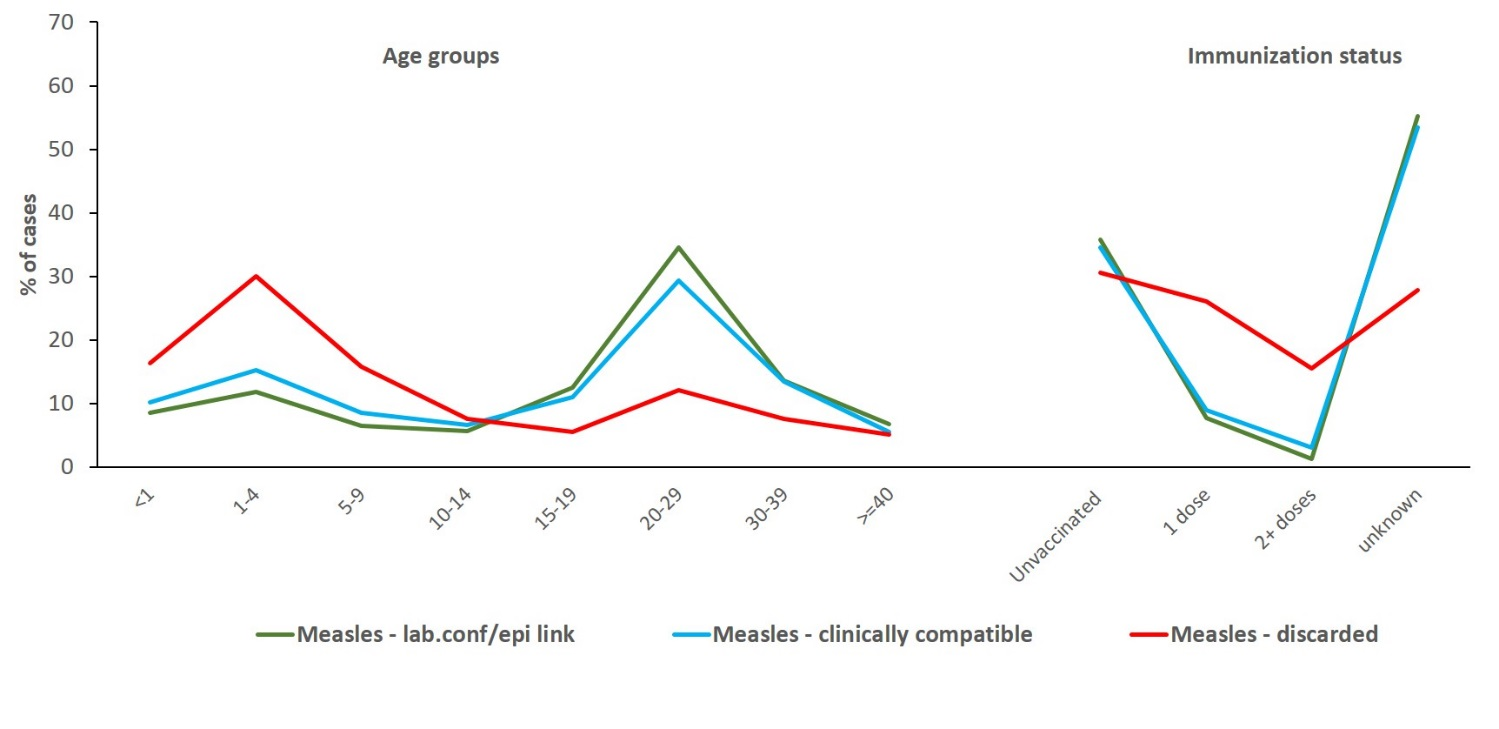 70
Age groups
Immunization status
60
50
40
30
20
10
0
% of cases
<1
1-4
5-9
10-14
15-19
20-29
30-39
>=40
Unvaccinated
1 dose
2+ doses
unknown
Measles - lab.conf/epi link
Measles - clinically compatible
Measles - discarded